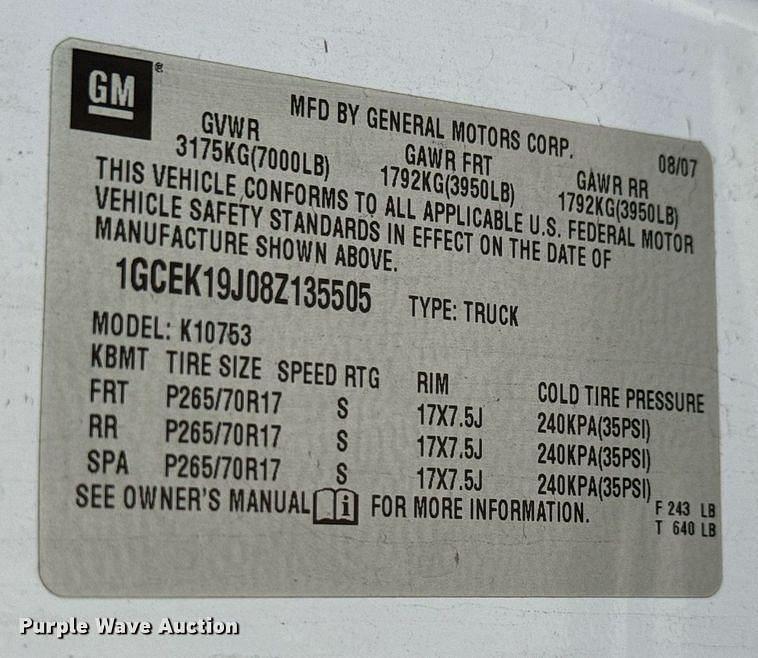 GM®
MFD BY GENERAL MOTORS CORP.
08/07
GVWR GAWR FRT GAWR RR
3175KG(7000LB) 1792KG(3950LB) 1792KG(3950LB)
THIS VEHICLE CONFORMS TO ALL APPLICABLE U.S. FEDERAL MOTOR
VEHICLE SAFETY STANDARDS IN EFFECT ON THE DATE OF
MANUFACTURE SHOWN ABOVE.
1GCEK19J08Z135505 TYPE: TRUCK
MODEL: K10753
KBMT TIRE SIZE SPEED RTG RIM COLD TIRE PRESSURE
FRT P265/70R17 S 17X7.5J 240KPA(35PSI)
RR P265/70R17 S 17X7.5J 240KPA(35PSI)
SPA P265/70R17 S 17X7.5J 240KPA(35PSI)
SEE OWNER'S MANUAL i FOR MORE INFORMATION.
F 243 LB
T 640 LB
Purple Wave Auction